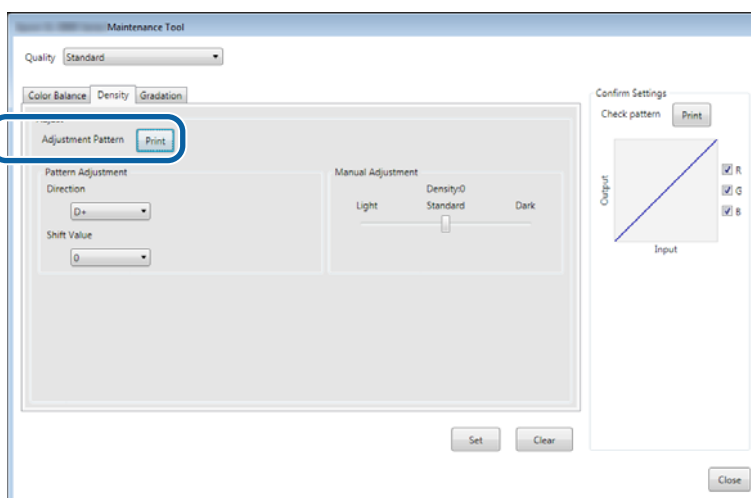 Maintenance Tool
Quality Standard
Color Balance Density Gradation
Adjustment Pattern Print
Pattern Adjustment
Direction
D+
Shift Value
0
Manual Adjustment
Density:0
Light Standard Dark
Set Clear
Confirm Settings
Check pattern Print
Output
Input
R
G
B
Close